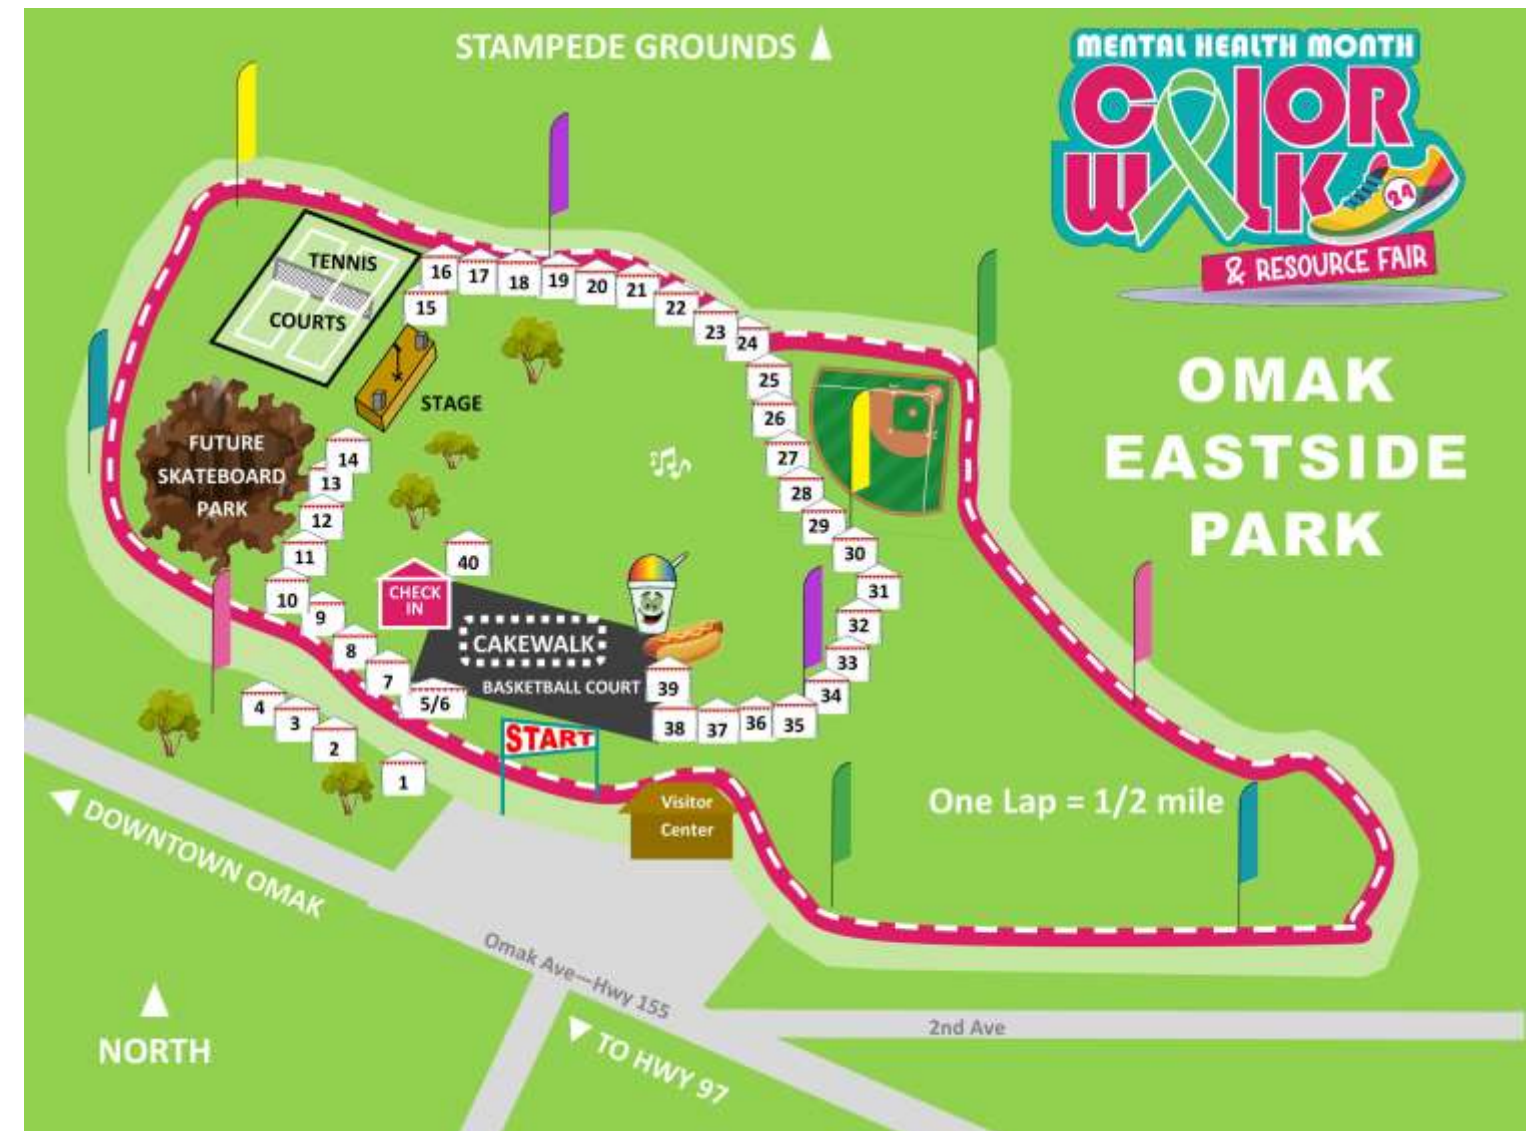 STAMPEDE GROUNDS
MENTAL HEALTH MONTH
COLOR
WALK
24
& RESOURCE FAIR
OMAK
EASTSIDE
PARK
TENNIS
COURTS
STAGE
FUTURE
SKATEBOARD
PARK
16
17
18
19
20
21
22
23
24
15
25
26
27
28
29
30
31
32
33
34
35
36
37
38
39
14
13
12
11
10
9
8
7
5/6
4
3
2
1
40
CHECK
IN
CAKEWALK
BASKETBALL COURT
START
Visitor
Center
One Lap = 1/2 mile
DOWNTOWN OMAK
Omak Ave—Hwy 155
2nd Ave
TO HWY 97
NORTH